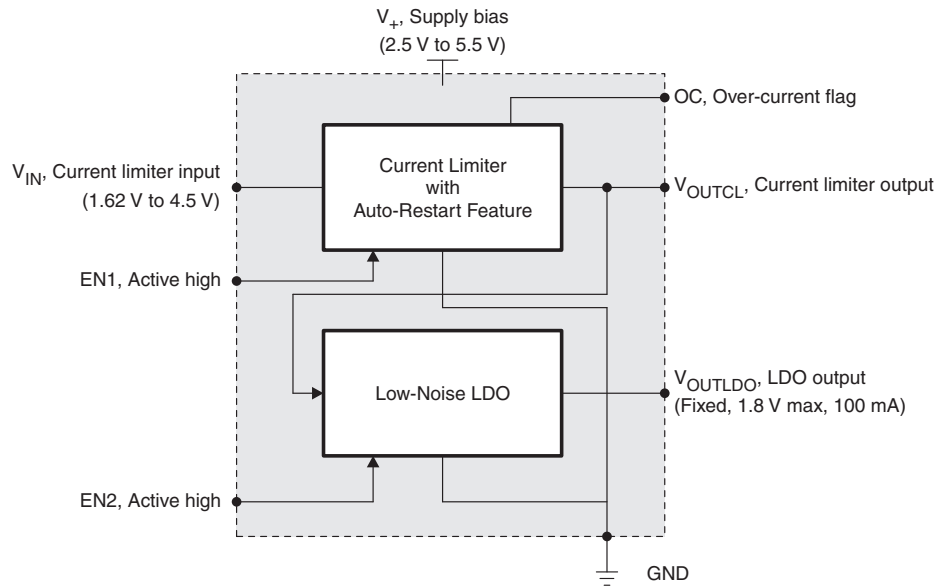 V+, Supply bias
(2.5 V to 5.5 V)
OC, Over-current flag
VIN, Current limiter input
(1.62 V to 4.5 V)
Current Limiter
with
Auto-Restart Feature
VOUTCL, Current limiter output
EN1, Active high
Low-Noise LDO
VOUTLDO, LDO output
(Fixed, 1.8 V max, 100 mA)
EN2, Active high
GND